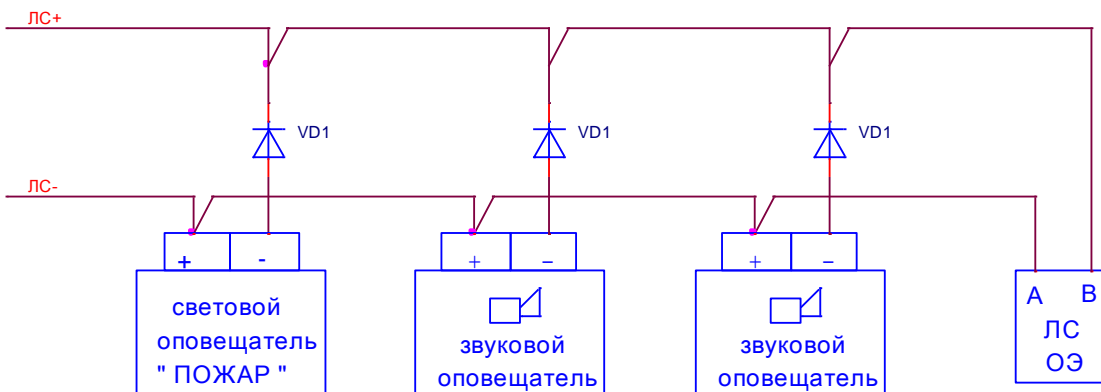 ЛС+
VD1
VD1
VD1
ЛС-
+ -
+ –
+ –
световой
оповещатель
" ПОЖАР "
звуковой
оповещатель
звуковой
оповещатель
А В
ЛС
ОЭ